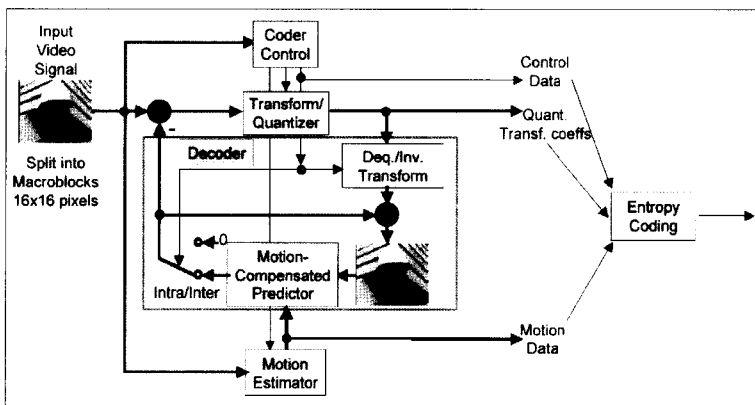 Input
Video
Signal
Split into
Macroblocks
16x16 pixels
Coder
Control
Transform/
Quantizer
-
Decoder
Deq./Inv.
Transform
0
Intra/Inter
Motion-
Compensated
Predictor
Motion
Estimator
Control
Data
Quant.
Transf. coeffs
Motion
Data
Entropy
Coding